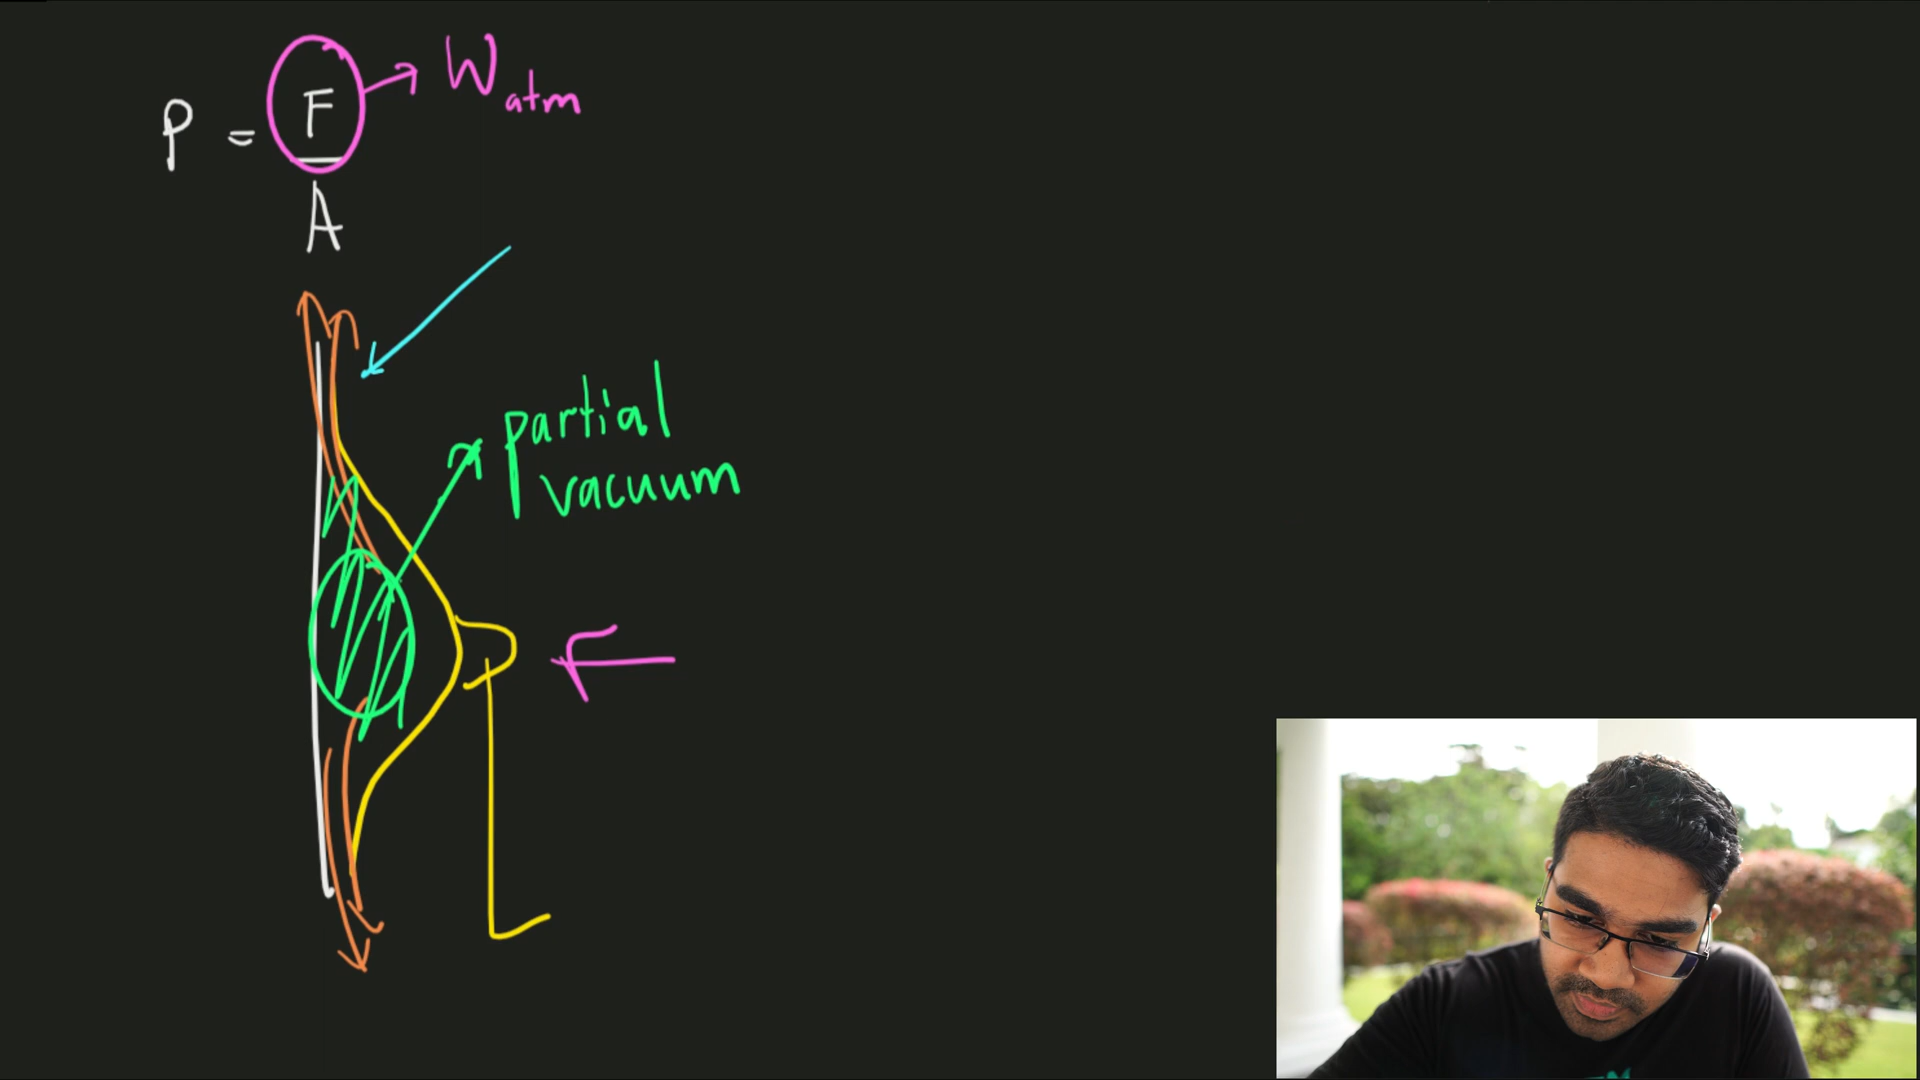 P = F/A → W atm
partial
vacuum